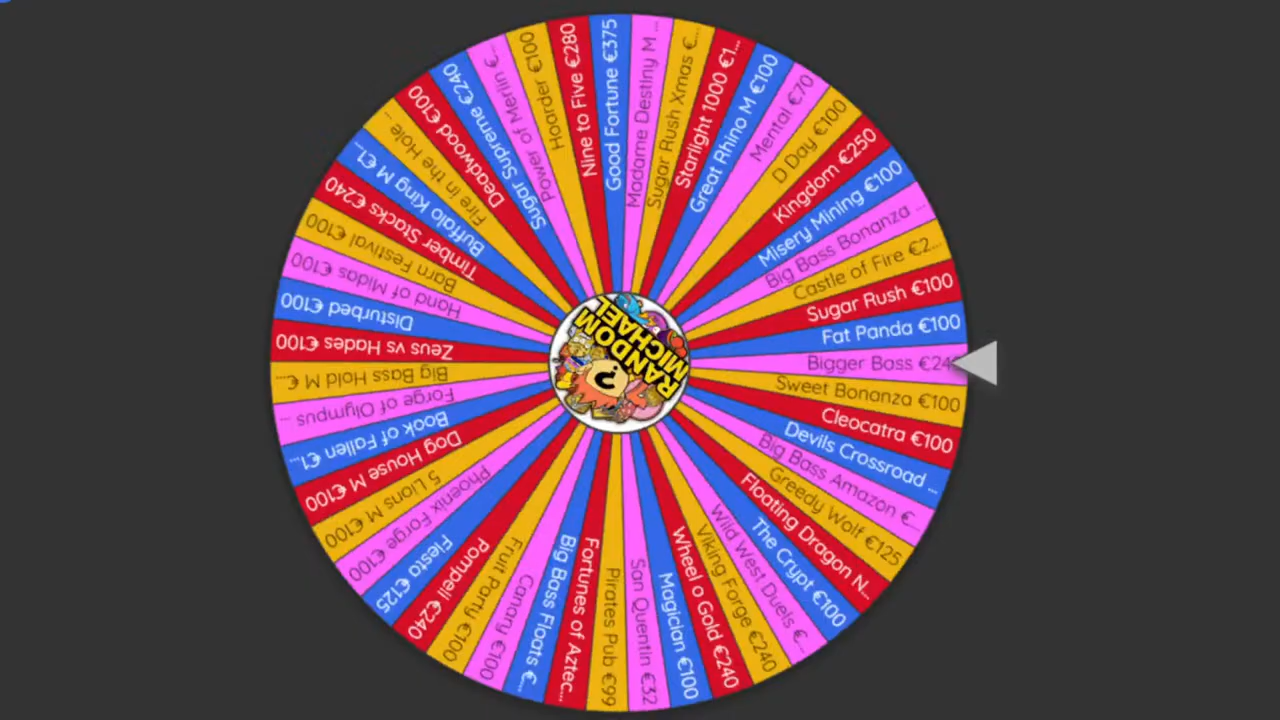 Good Fortune €375
Madame Destiny M ...
Sugar Rush Xmas €...
Starlight 1000 €1...
Great Rhino M €100
Mental €70
D Day €100
Kingdom €250
Misery Mining €100
Big Bass Bonanza ...
Castle of Fire €2...
Sugar Rush €100
Fat Panda €100
Bigger Bass €24
Sweet Bonanza €100
Cleocatra €100
Devils Crossroad ...
Big Bass Amazon €...
Greedy Wolf €125
Floating Dragon N...
The Crypt €100
Wild West Duels €...
Viking Forge €240
Wheel o Gold €240
Magician €100
San Quentin €32
Pirates Pub €99
Fortunes of Aztec...
Big Bass Floats €...
Canary €100
Fruit Party €100
Pompeii €240
Fiesta €125
Phoenix Forge €100
5 Lions M €100
Dog House M €100
Book of Fallen €1...
Forge of Olympus ...
Big Bass Hold M €...
Zeus vs Hades €100
Disturbed €100
Hand of Midas €100
Barn Festival €100
Timber Stacks €240
Buffalo King M €1...
Fire in the Hole...
Deadwood €100
Sugar Supreme €240
Power of Merlin €...
Hoarder €100
Nine to Five €280
RANDOM
MICHAEL